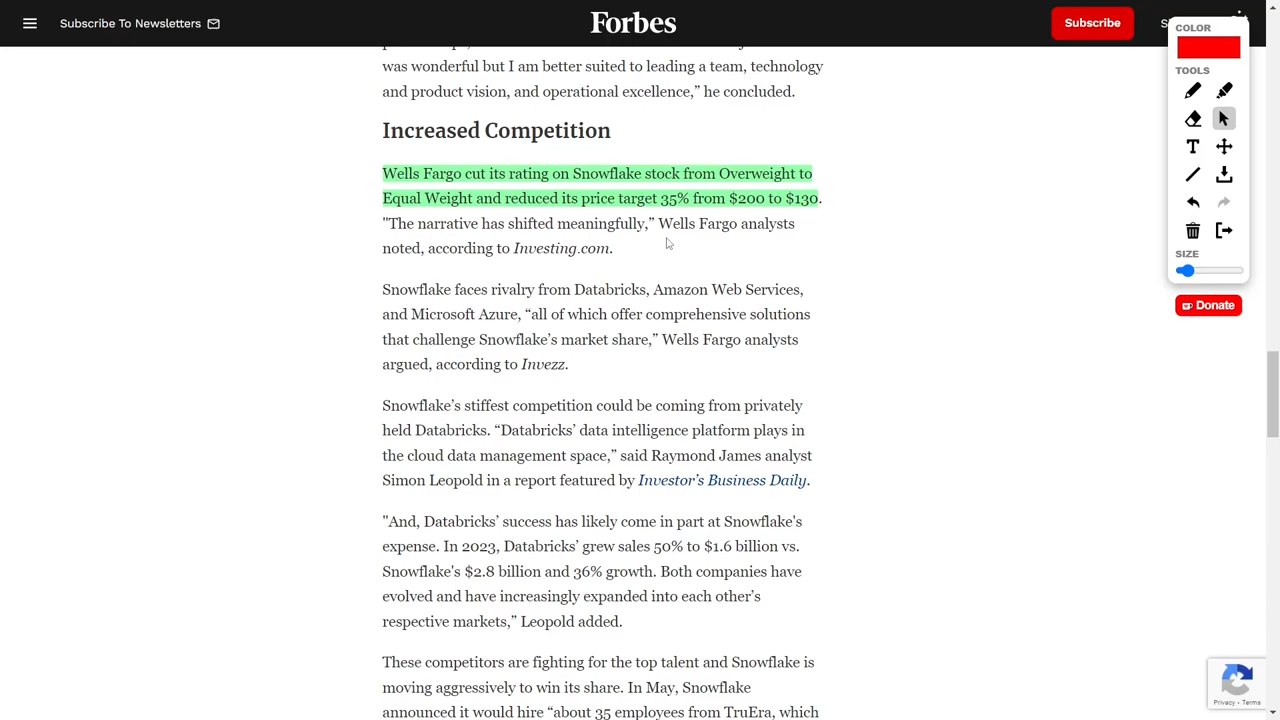 Subscribe To Newsletters
Forbes
Subscribe
COLOR
TOOLS
SIZE
Donate
was wonderful but I am better suited to leading a team, technology
and product vision, and operational excellence,” he concluded.
Increased Competition
Wells Fargo cut its rating on Snowflake stock from Overweight to
Equal Weight and reduced its price target 35% from $200 to $130.
"The narrative has shifted meaningfully,” Wells Fargo analysts
noted, according to Investing.com.
Snowflake faces rivalry from Databricks, Amazon Web Services,
and Microsoft Azure, “all of which offer comprehensive solutions
that challenge Snowflake’s market share,” Wells Fargo analysts
argued, according to Invezz.
Snowflake’s stiffest competition could be coming from privately
held Databricks. “Databricks’ data intelligence platform plays in
the cloud data management space,” said Raymond James analyst
Simon Leopold in a report featured by Investor’s Business Daily.
"And, Databricks’ success has likely come in part at Snowflake's
expense. In 2023, Databricks’ grew sales 50% to $1.6 billion vs.
Snowflake's $2.8 billion and 36% growth. Both companies have
evolved and have increasingly expanded into each other’s
respective markets,” Leopold added.
These competitors are fighting for the top talent and Snowflake is
moving aggressively to win its share. In May, Snowflake
announced it would hire “about 35 employees from TruEra, which
Privacy - Terms